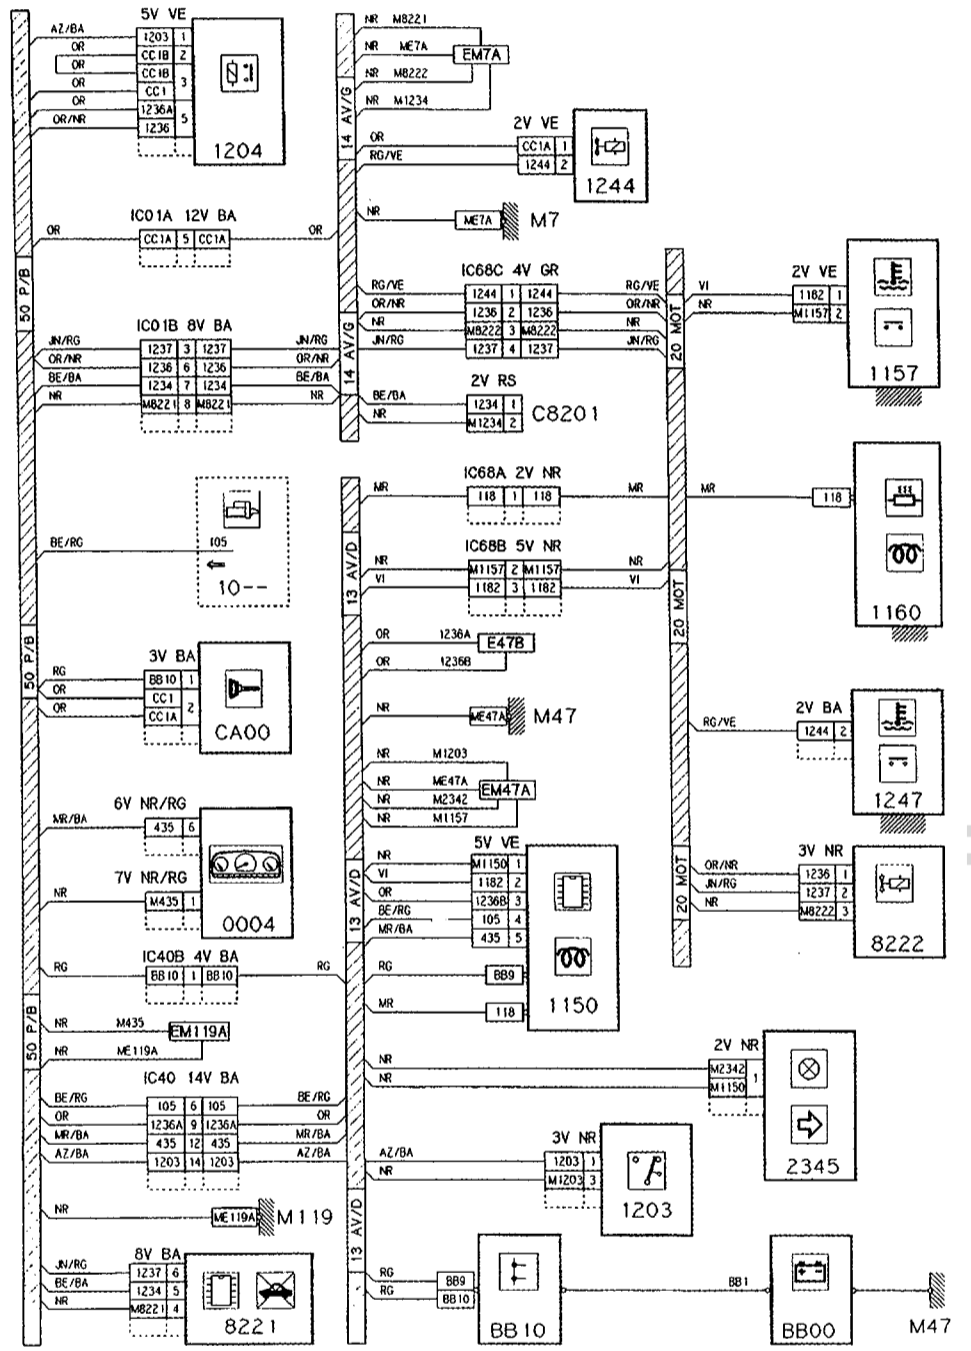 5V VE
AZ/BA 1203 1
OR CC1B 2
OR CC1B 3
OR CC1
OR 1236A 5
OR/NR 1236
1204
IC01A 12V BA
OR CC1A 5 CC1A OR
50 P/B
IC01B 8V BA
JN/RG 1237 3 1237 JN/RG
OR/NR 1236 6 1236 OR/NR
BE/BA 1234 7 1234 BE/BA
NR M8221 8 M8221 NR
BE/RG 105
10--
50 P/B
3V BA
RG BB10 1
OR CC1 2
OR CC1A
CA00
6V NR/RG
MR/BA 435 6
7V NR/RG
NR M435 1
0004
IC40B 4V BA
RG BB10 1 BB10 RG
50 P/B
NR M435 EM119A
NR ME119A
IC40 14V BA
BE/RG 105 6 105 BE/RG
OR 1236A 9 1236A OR
MR/BA 435 12 435 MR/BA
AZ/BA 1203 14 1203 AZ/BA
NR ME119A M119
8V BA
JN/RG 1237 6
BE/BA 1234 5
NR M8221 4
8221
NR M8221
NR ME7A EM7A
NR M8222
NR M1234
14 AV/G
2V VE
OR CC1A 1
RG/VE 1244 2
1244
NR ME7A M7
IC68C 4V GR
RG/VE 1244 1 1244 RG/VE
OR/NR 1236 2 1236 OR/NR
NR M8222 3 M8222 NR
JN/RG 1237 4 1237 JN/RG
14 AV/G
2V RS
BE/BA 1234 1
NR M1234 2
C8201
IC68A 2V NR
MR 118 1 118 MR
13 AV/D
IC68B 5V NR
NR M1157 2 M1157 NR
VI 1182 3 1182 VI
OR 1236A E47B
OR 1236B
NR ME47A M47
NR M1203
NR ME47A EM47A
NR M2342
NR M1157
13 AV/D
5V VE
NR M1150 1
VI 1182 2
OR 1236B 3
BE/RG 105 4
MR/BA 435 5
RG BB9
MR 118
1150
2V NR
NR M2342 1
NR M1150
2345
3V NR
AZ/BA 1203 1
NR M1203 3
1203
13 AV/D
RG BB9
RG BB10
BB10
BB1
BB00
M47
20 MOT
2V VE
VI 1182 1
NR M1157 2
1157
MR 118
1160
20 MOT
2V BA
RG/VE 1244 2
1247
20 MOT
3V NR
OR/NR 1236 1
JN/RG 1237 2
NR M8222 3
8222